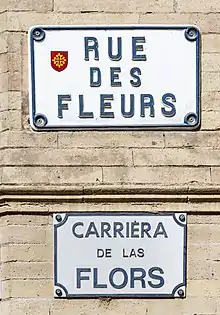 RUE
DES
FLEURS
CARRIÈRA
DE LAS
FLORS